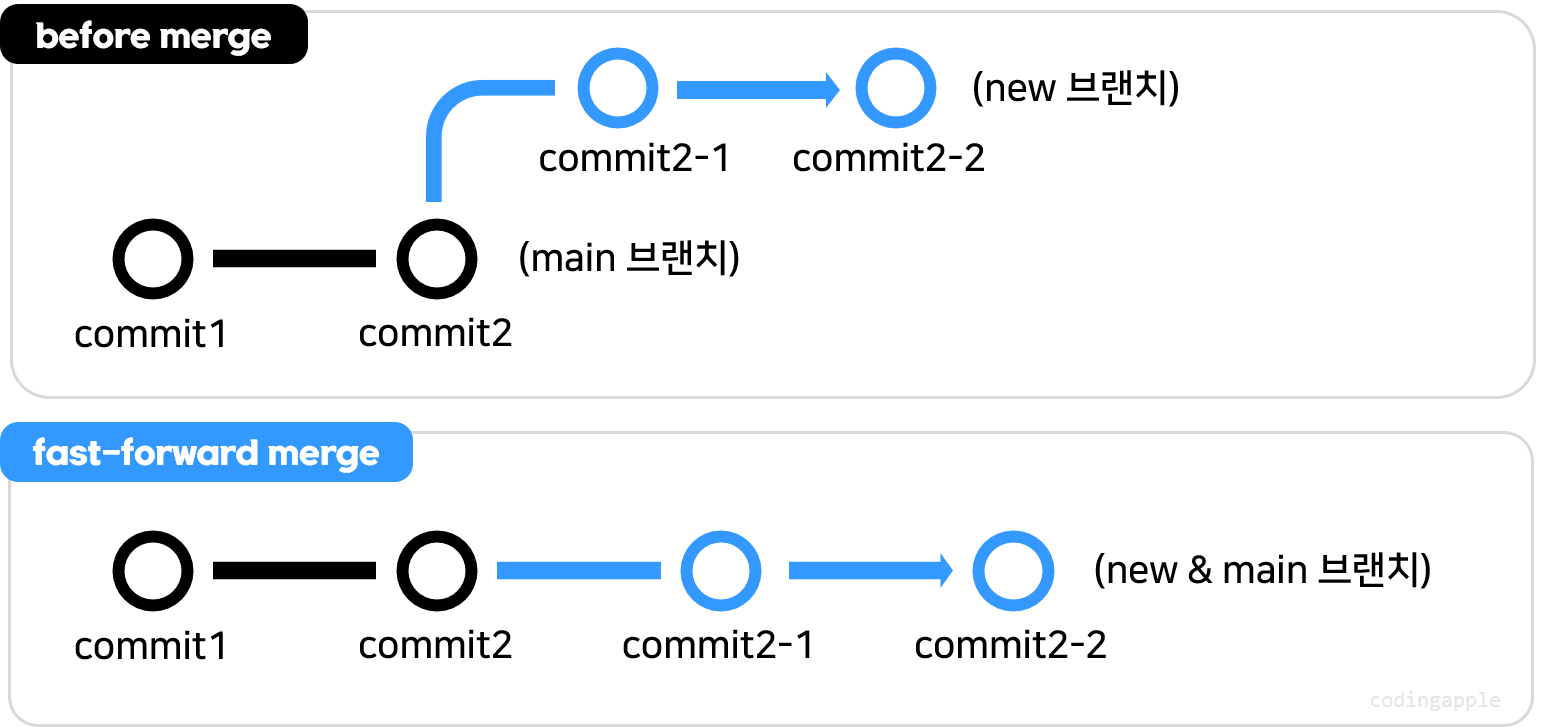 before merge
(new 브랜치)
commit2-1
commit2-2
(main 브랜치)
commit1
commit2
fast-forward merge
(new & main 브랜치)
commit1
commit2
commit2-1
commit2-2
codingapple